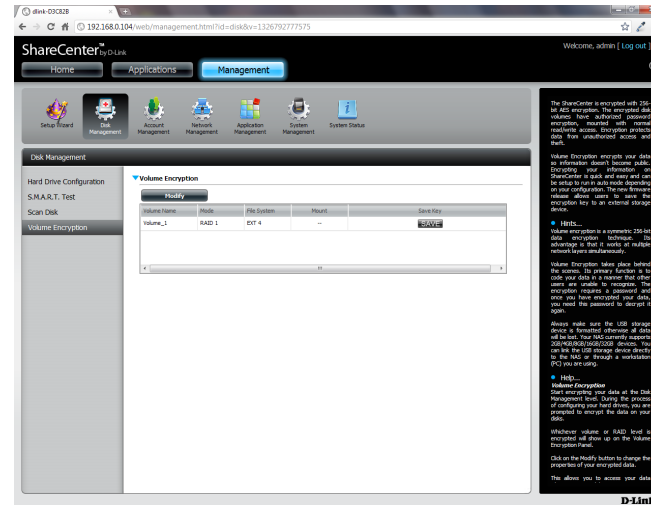 dlink-D3C828
192.168.0.104/web/management.html?id=disk&v=1326792777575
ShareCenter™ by D-Link
Welcome, admin [ Log out ]
Home
Applications
Management
Setup Wizard
Disk
Management
Account
Management
Network
Management
Application
Management
System
Management
System Status
Disk Management
Hard Drive Configuration
S.M.A.R.T. Test
Scan Disk
Volume Encryption
Volume Encryption
Modify
Volume Name Mode File System Mount Save Key
Volume_1 RAID 1 EXT 4 -- SAVE
The ShareCenter is encrypted with 256-
bit AES encryption. The encrypted disk
volumes have authorized password
encryption, mounted with normal
read/write access. Encryption protects
data from unauthorized access and
theft.
Volume Encryption encrypts your data
so information doesn't become public.
Encrypting your information on
ShareCenter is quick and easy and can
be setup to run in auto mode depending
on your configuration. The new firmware
release allows users to save the
encryption key to an external storage
device.
Hints...
Volume encryption is a symmetric 256-bit
data encryption technique. Its
advantage is that it works at multiple
network layers simultaneously.
Volume Encryption takes place behind
the scenes. Its primary function is to
code your data in a manner that other
users are unable to recognize. The
encryption requires a password and
once you have encrypted your data,
you need this password to decrypt it
again.
Always make sure the USB storage
device is formatted otherwise all data
will be lost. Your NAS currently supports
2GB/4GB/8GB/16GB/32GB devices. You
can link the USB storage device directly
to the NAS or through a workstation
(PC) you are using.
Help...
Volume Encryption
Start encrypting your data at the Disk
Management level. During the process
of configuring your hard drives, you are
prompted to encrypt the data on your
disks.
Whichever volume or RAID level is
encrypted will show up on the Volume
Encryption Panel.
Click on the Modify button to change the
properties of your encrypted data.
This allows you to access your data
D-Link